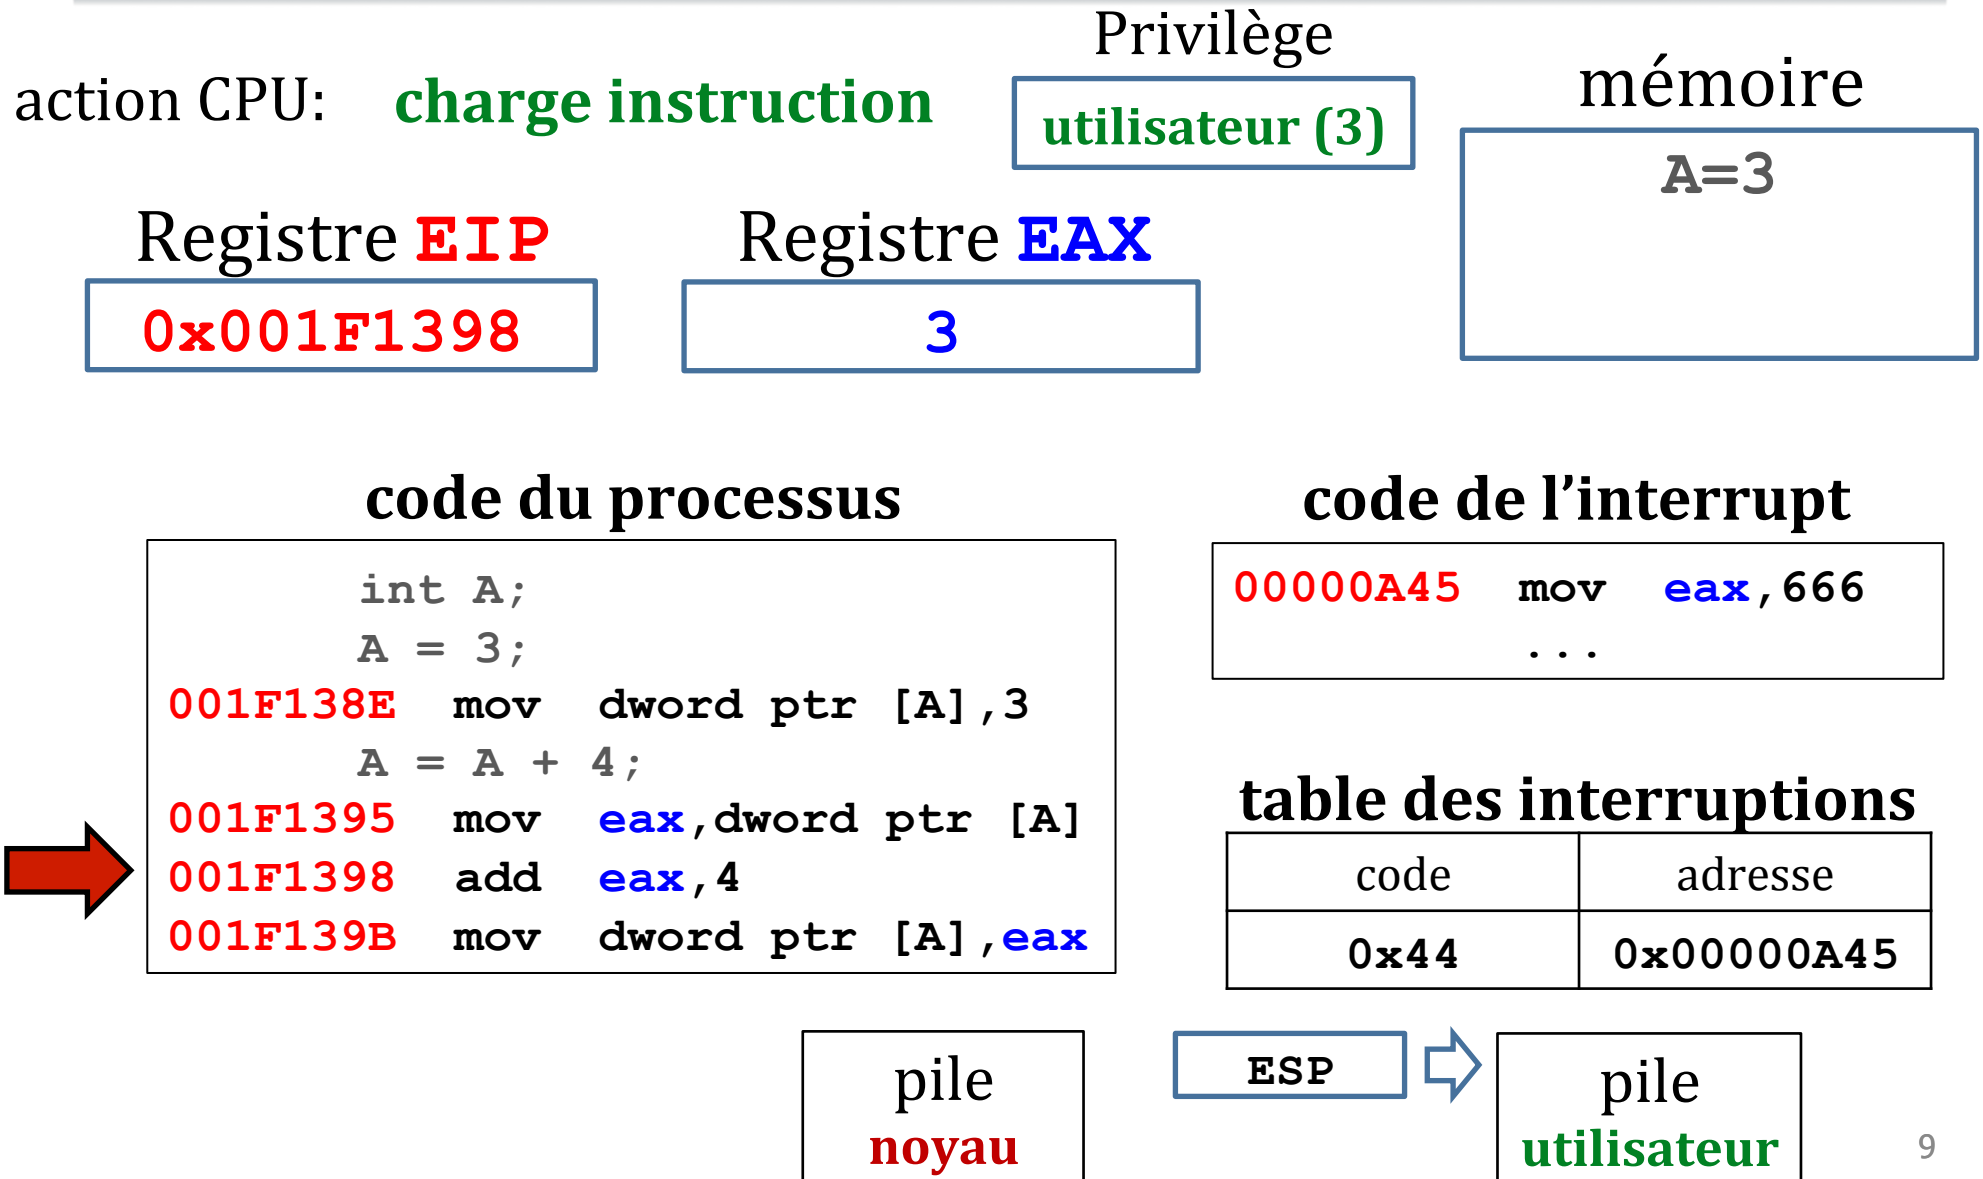 Privilège
action CPU: charge instruction
utilisateur (3)
mémoire
A=3
Registre EIP
0x001F1398
Registre EAX
3
code du processus
int A;
A = 3;
001F138E mov dword ptr [A],3
A = A + 4;
001F1395 mov eax,dword ptr [A]
001F1398 add eax,4
001F139B mov dword ptr [A],eax
code de l’interrupt
00000A45 mov eax,666
...
table des interruptions
code adresse
0x44 0x00000A45
pile
noyau
ESP
pile
utilisateur
9